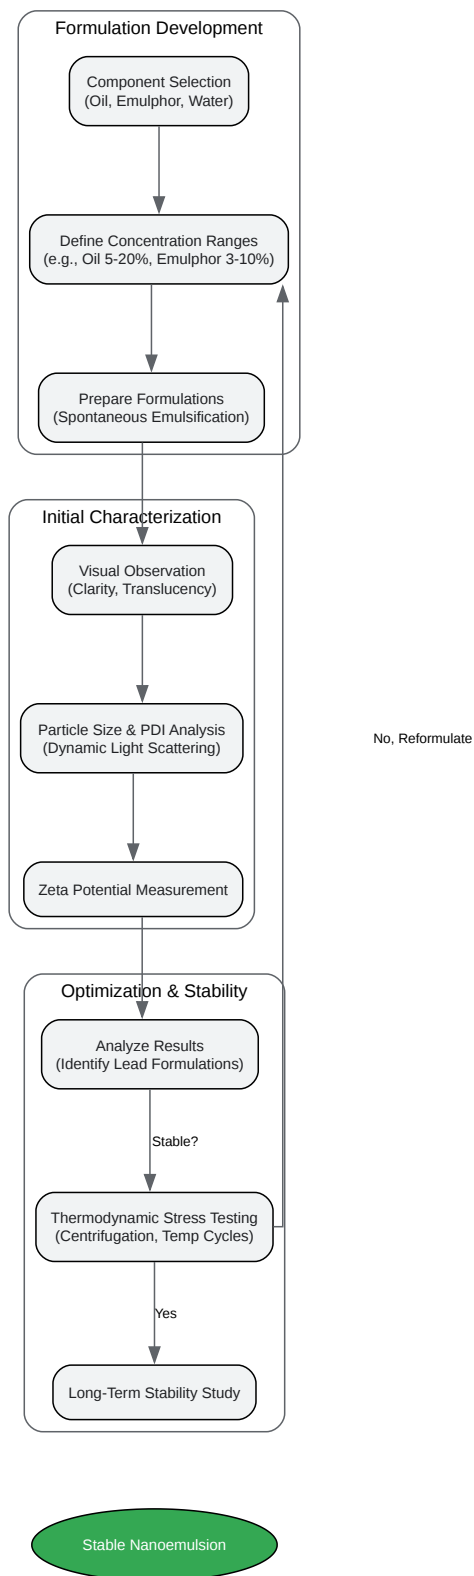 Formulation Development
Component Selection
(Oil, Emulphor, Water)
Define Concentration Ranges
(e.g., Oil 5-20%, Emulphor 3-10%)
Prepare Formulations
(Spontaneous Emulsification)
Initial Characterization
Visual Observation
(Clarity, Translucency)
Particle Size & PDI Analysis
(Dynamic Light Scattering)
No, Reformulate
Zeta Potential Measurement
Optimization & Stability
Analyze Results
(Identify Lead Formulations)
Stable?
Thermodynamic Stress Testing
(Centrifugation, Temp Cycles)
Yes
Long-Term Stability Study
Stable Nanoemulsion